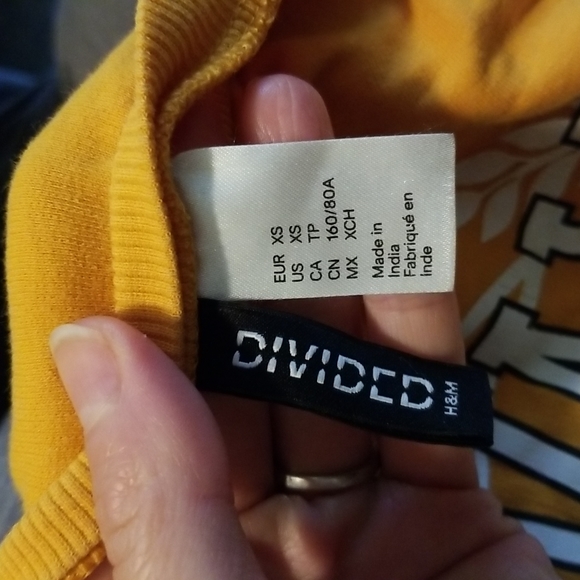 EUR XS
US XS
CA TP
CN 160/80A
MX XCH
Made in
India
Fabriqué en
Inde
DIVIDED
H&M